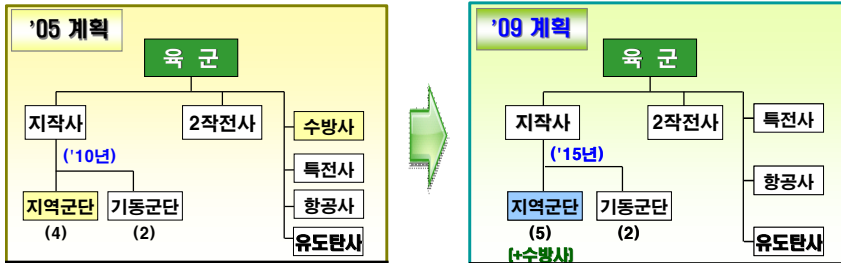 '05 계획
육 군
지작사
2작전사
수방사
('10년)
특전사
지역군단
기동군단
항공사
(4)
(2)
유도탄사
'09 계획
육 군
지작사
2작전사
특전사
('15년)
항공사
지역군단
기동군단
(5)
(2)
유도탄사
(+수방사)